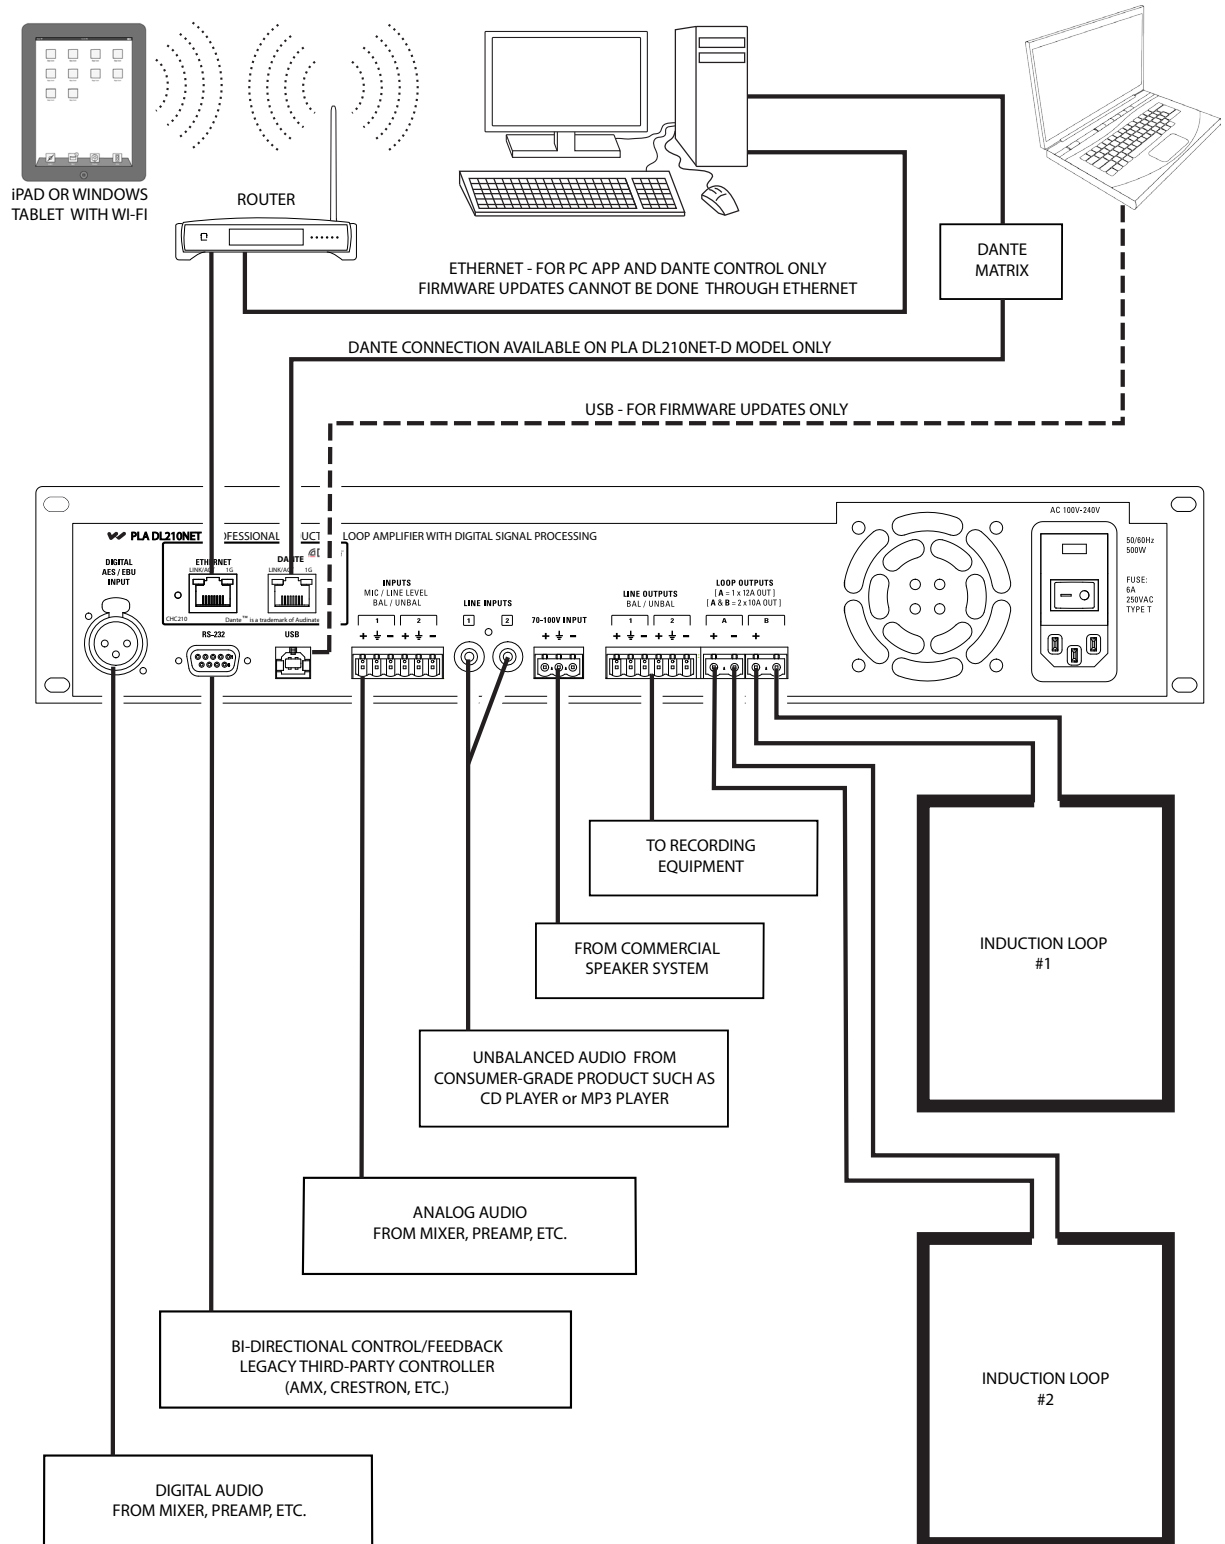 iPAD OR WINDOWS
TABLET WITH WI-FI
ROUTER
ETHERNET - FOR PC APP AND DANTE CONTROL ONLY
FIRMWARE UPDATES CANNOT BE DONE THROUGH ETHERNET
DANTE
MATRIX
DANTE CONNECTION AVAILABLE ON PLA DL210NET-D MODEL ONLY
USB - FOR FIRMWARE UPDATES ONLY
PLA DL210NET OFESSIONAL DUCT LOOP AMPLIFIER WITH DIGITAL SIGNAL PROCESSING
DIGITAL
AES / EBU
INPUT
ETHERNET
LINK/ACT 1G
DANTE
LINK/ACT 1G
CHC210
Dante™ is a trademark of Audinate
RS-232
USB
INPUTS
MIC / LINE LEVEL
BAL / UNBAL
1 2
+ ⏚ − + ⏚ −
LINE INPUTS
1 2
70-100V INPUT
+ ⏚ −
LINE OUTPUTS
BAL / UNBAL
1 2
+ ⏚ − + ⏚ −
LOOP OUTPUTS
[ A = 1 x 12A OUT ]
[ A & B = 2 x 10A OUT ]
A B
+ − +
AC 100V-240V
50/60Hz
500W
FUSE:
6A
250VAC
TYPE T
TO RECORDING
EQUIPMENT
FROM COMMERCIAL
SPEAKER SYSTEM
UNBALANCED AUDIO FROM
CONSUMER-GRADE PRODUCT SUCH AS
CD PLAYER or MP3 PLAYER
ANALOG AUDIO
FROM MIXER, PREAMP, ETC.
BI-DIRECTIONAL CONTROL/FEEDBACK
LEGACY THIRD-PARTY CONTROLLER
(AMX, CRESTRON, ETC.)
DIGITAL AUDIO
FROM MIXER, PREAMP, ETC.
INDUCTION LOOP
#1
INDUCTION LOOP
#2